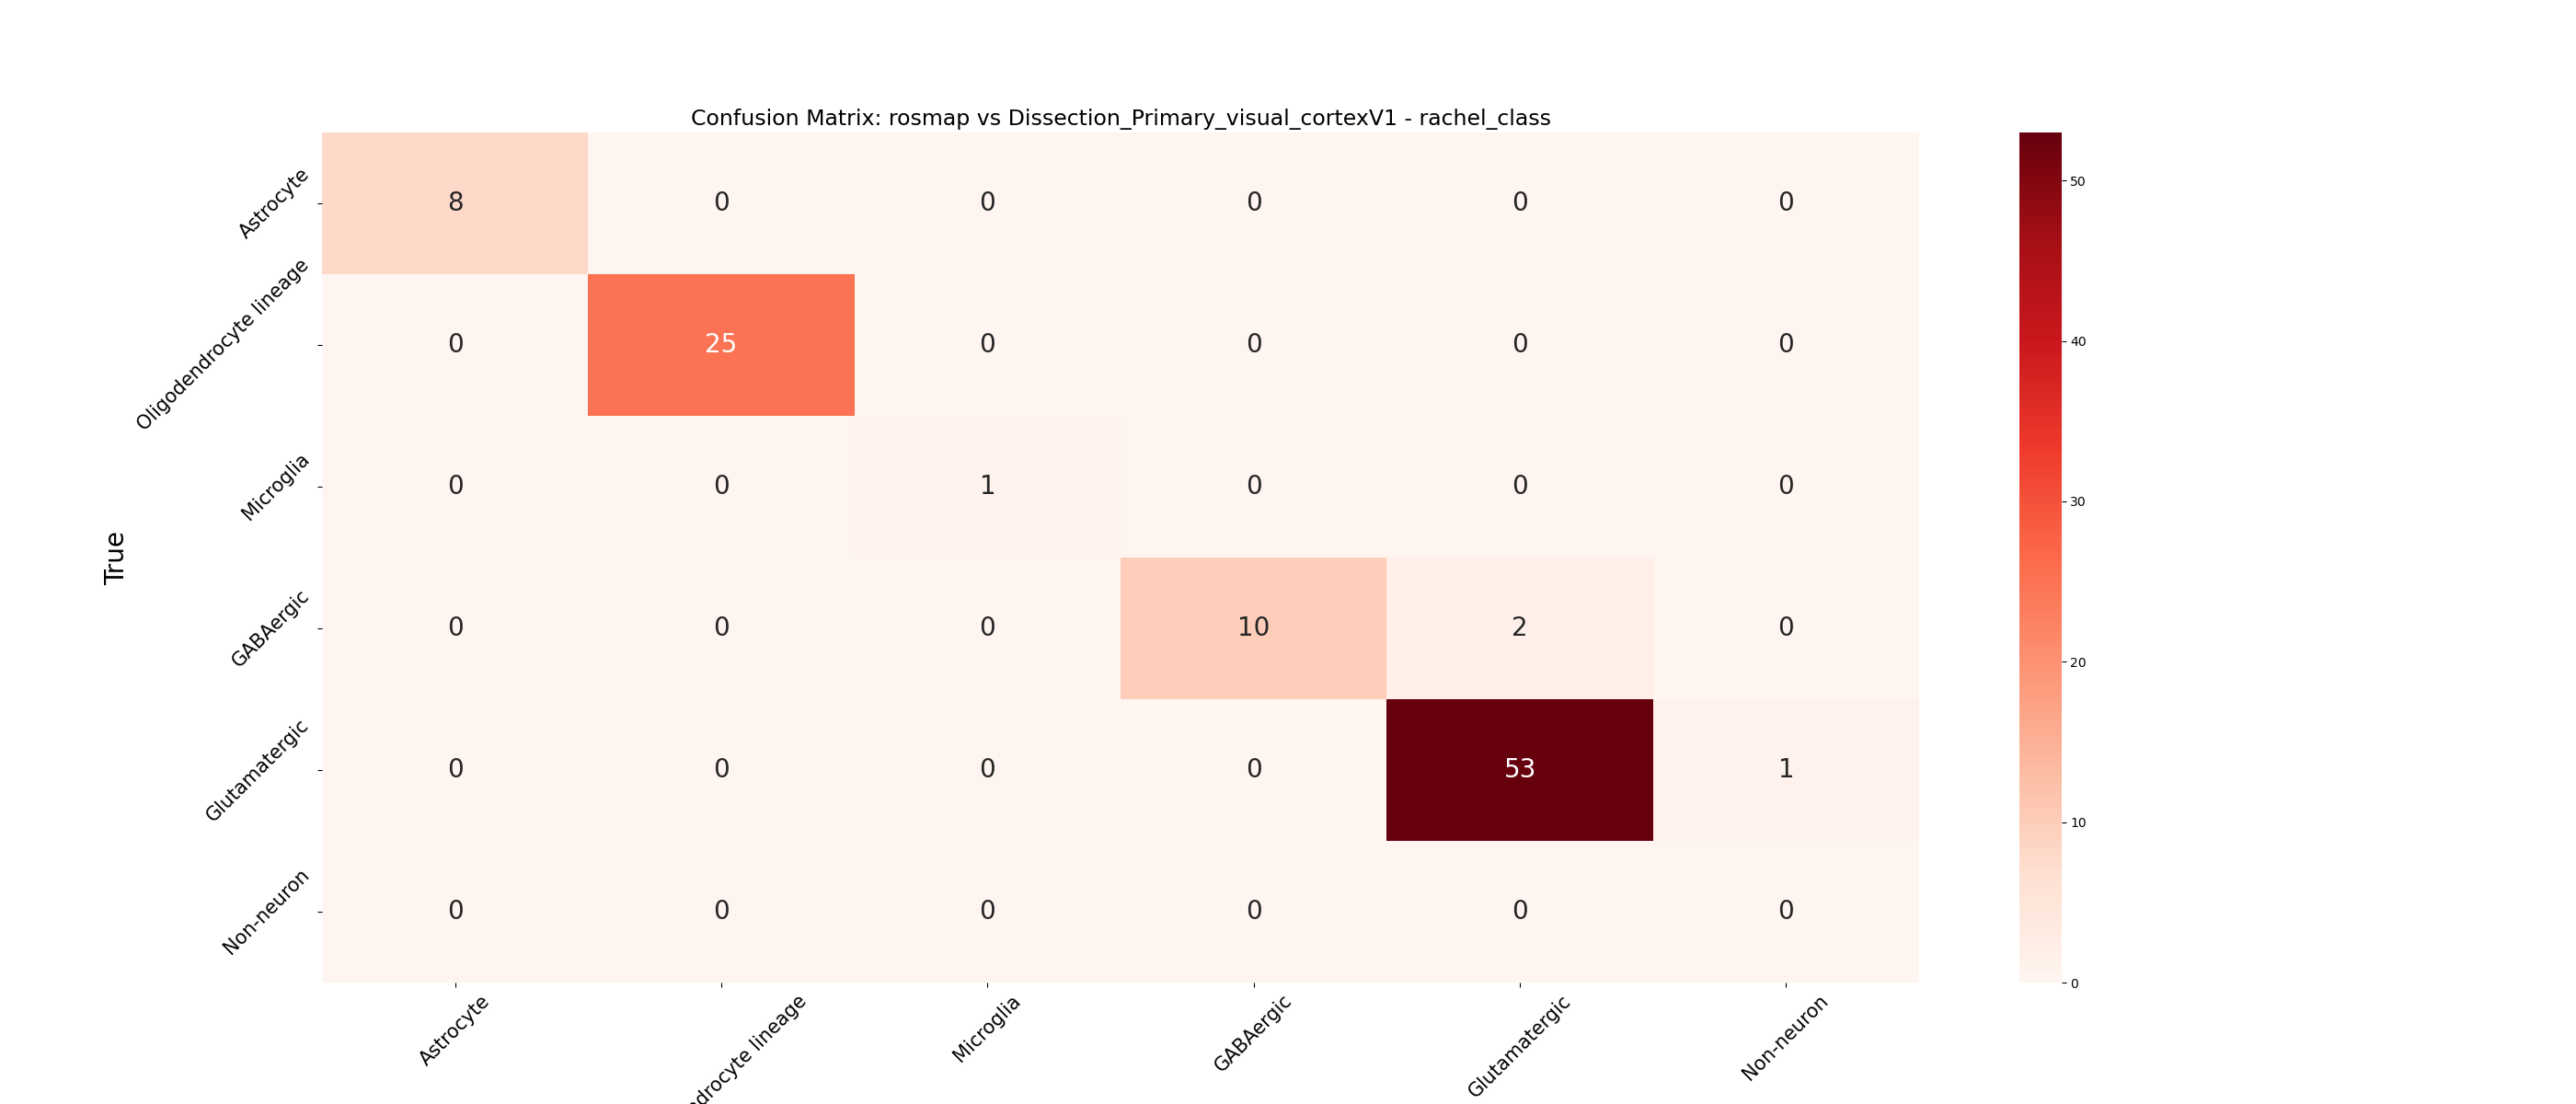 Confusion Matrix: rosmap vs Dissection_Primary_visual_cortexV1 - rachel_class
True
Astrocyte 8 0 0 0 0 0
Oligodendrocyte lineage 0 25 0 0 0 0
Microglia 0 0 1 0 0 0
GABAergic 0 0 0 10 2 0
Glutamatergic 0 0 0 0 53 1
Non-neuron 0 0 0 0 0 0
Astrocyte lineage Microglia GABAergic Glutamatergic Non-neuron
50
40
30
20
10
0